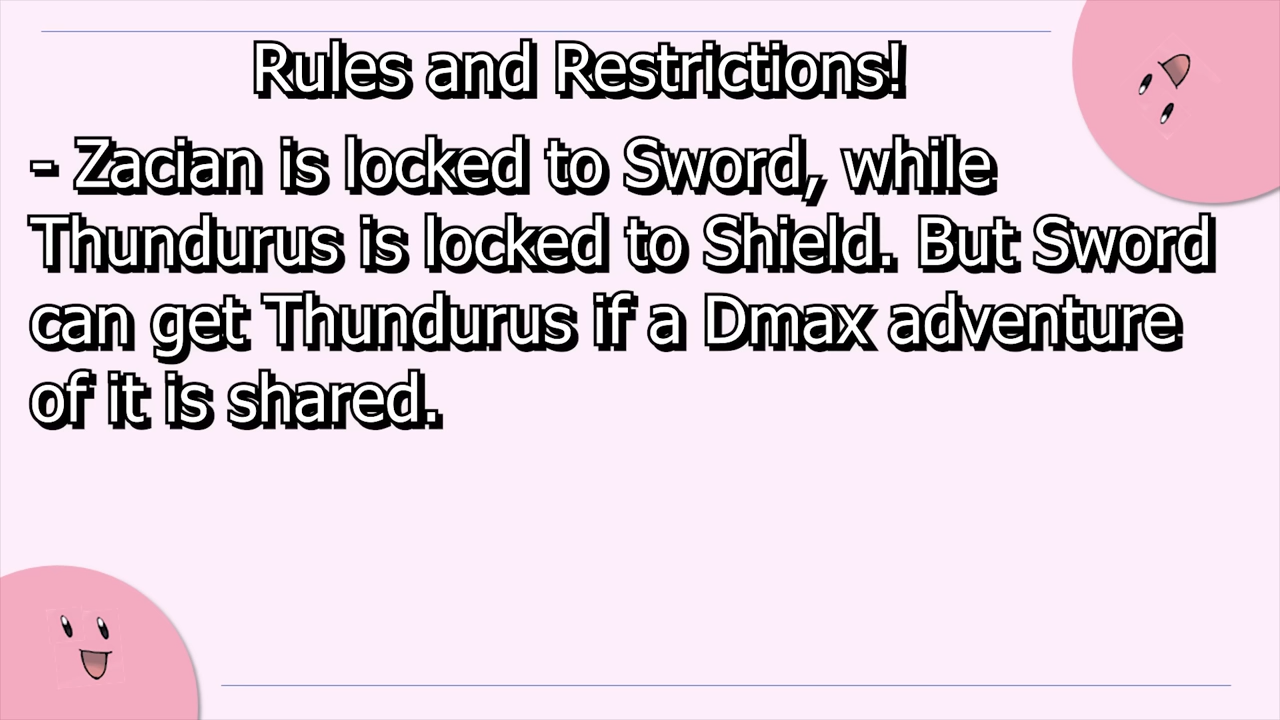 Rules and Restrictions!
- Zacian is locked to Sword, while
Thundurus is locked to Shield. But Sword
can get Thundurus if a Dmax adventure
of it is shared.